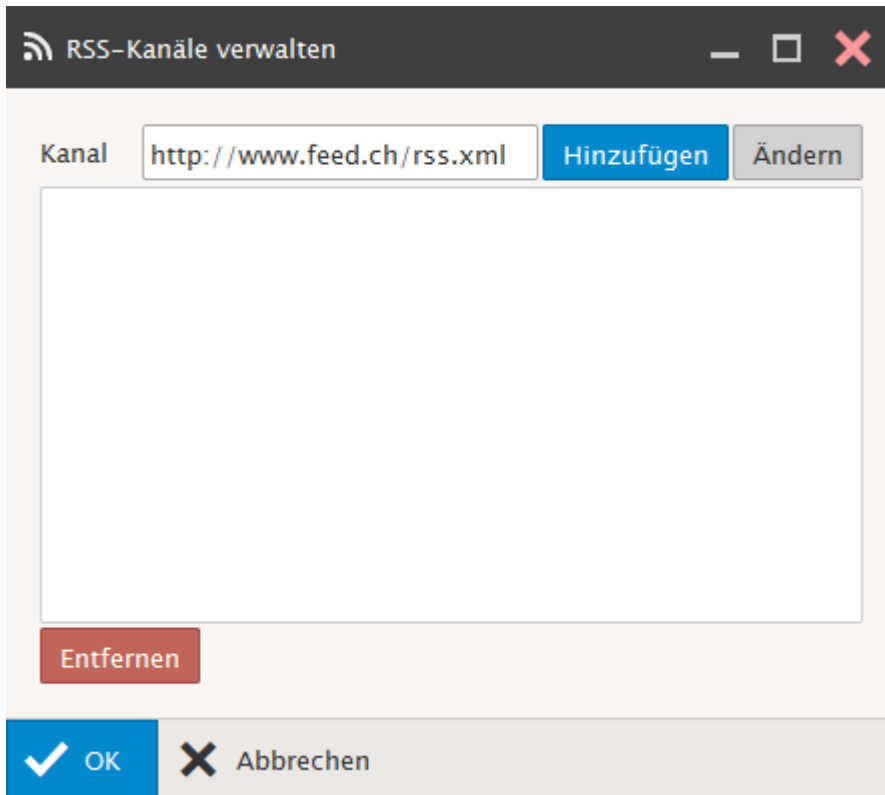 RSS-Kanäle verwalten
Kanal http://www.feed.ch/rss.xml Hinzufügen Ändern
Entfernen
OK Abbrechen